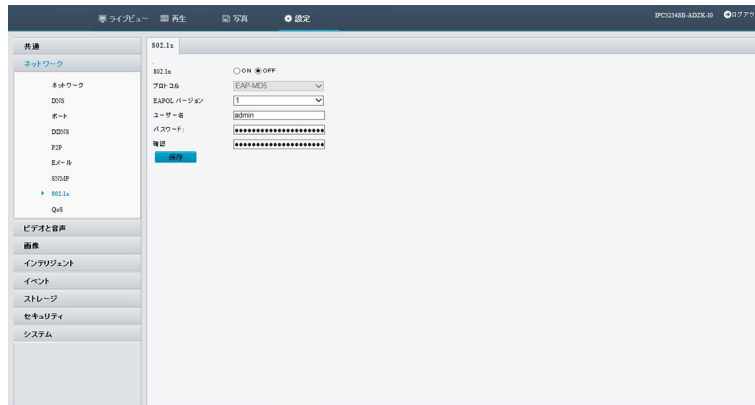 ライブビュー 再生 写真 設定 IPC3234SB-ADZK-I0
共通
ネットワーク
ネットワーク
DNS
ポート
DDNS
P2P
Eメール
SNMP
802.1x
QoS
ビデオと音声
画像
インテリジェント
イベント
ストレージ
セキュリティ
システム
802.1x
802.1x ON OFF
プロトコル EAP-MD5
EAPOL バージョン 1
ユーザー名 admin
パスワード:
確認
保存